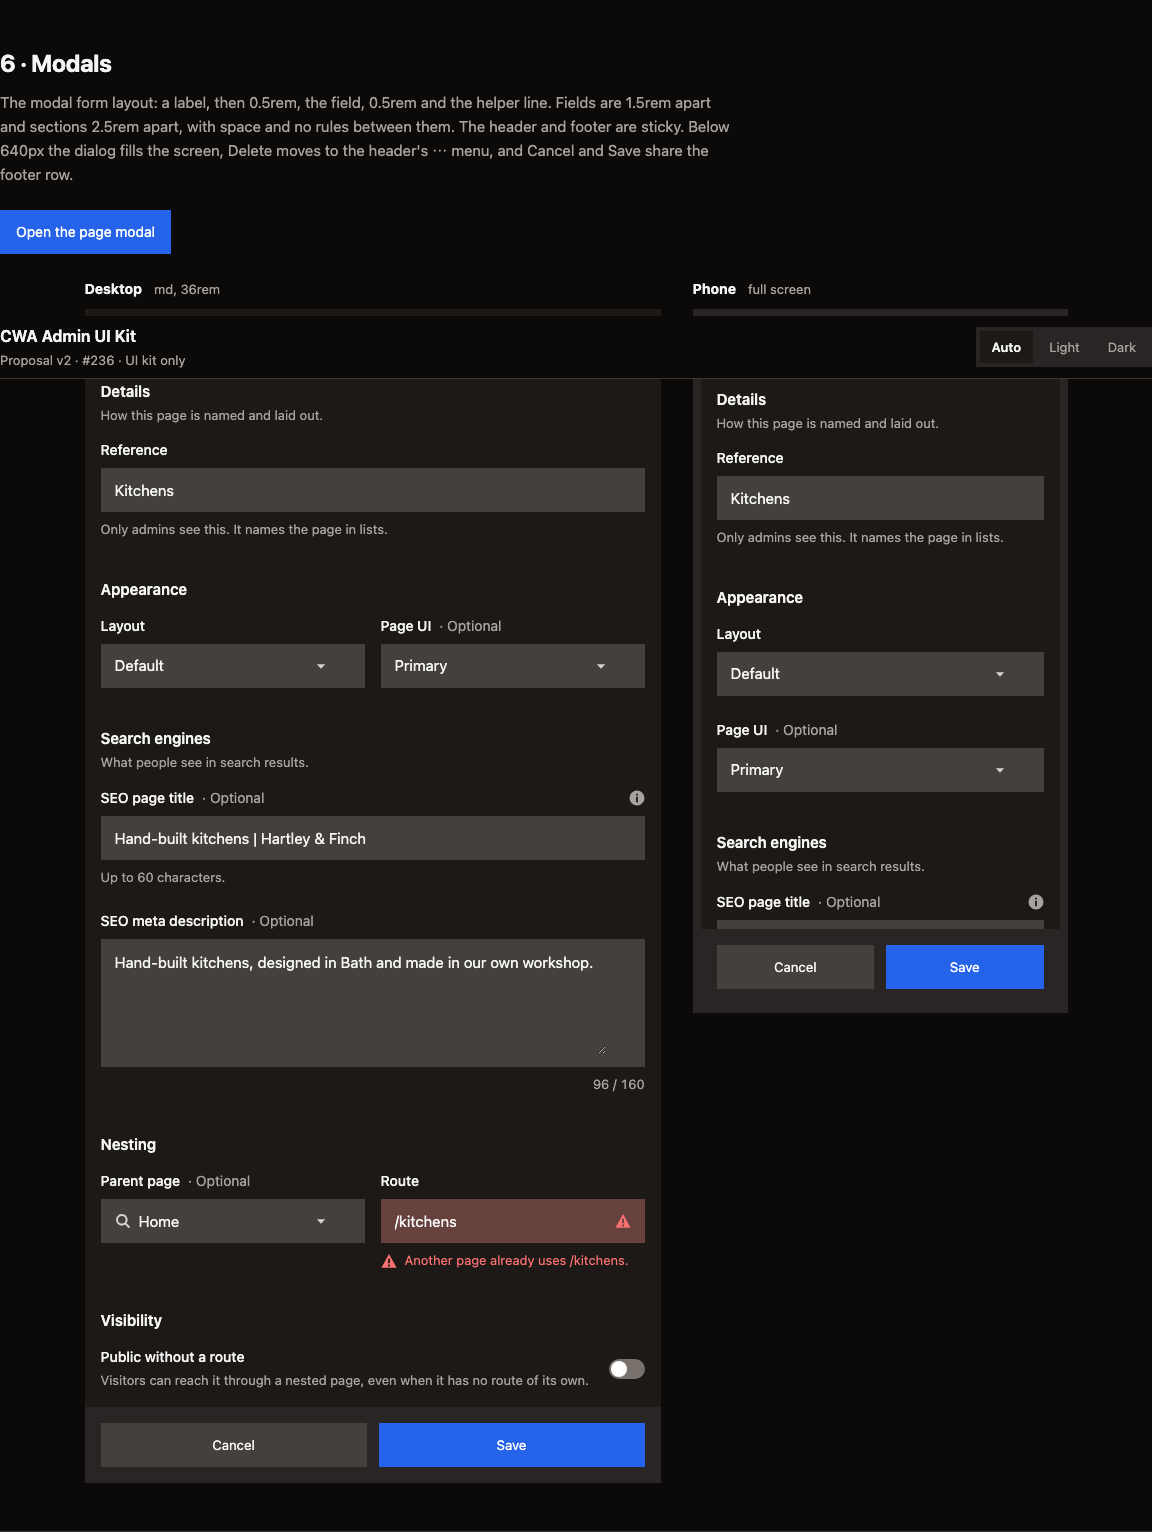 6 · Modals
The modal form layout: a label, then 0.5rem, the field, 0.5rem and the helper line. Fields are 1.5rem apart
and sections 2.5rem apart, with space and no rules between them. The header and footer are sticky. Below
640px the dialog fills the screen, Delete moves to the header's ··· menu, and Cancel and Save share the
footer row.
Open the page modal
Desktop md, 36rem
Phone full screen
CWA Admin UI Kit
Proposal v2 · #236 · UI kit only
Auto Light Dark
Details
How this page is named and laid out.
Reference
Kitchens
Only admins see this. It names the page in lists.
Appearance
Layout
Default
Page UI · Optional
Primary
Search engines
What people see in search results.
SEO page title · Optional
Hand-built kitchens | Hartley & Finch
Up to 60 characters.
SEO meta description · Optional
Hand-built kitchens, designed in Bath and made in our own workshop.
96 / 160
Nesting
Parent page · Optional
Home
Route
/kitchens
Another page already uses /kitchens.
Visibility
Public without a route
Visitors can reach it through a nested page, even when it has no route of its own.
Cancel
Save
Details
How this page is named and laid out.
Reference
Kitchens
Only admins see this. It names the page in lists.
Appearance
Layout
Default
Page UI · Optional
Primary
Search engines
What people see in search results.
SEO page title · Optional
Cancel
Save